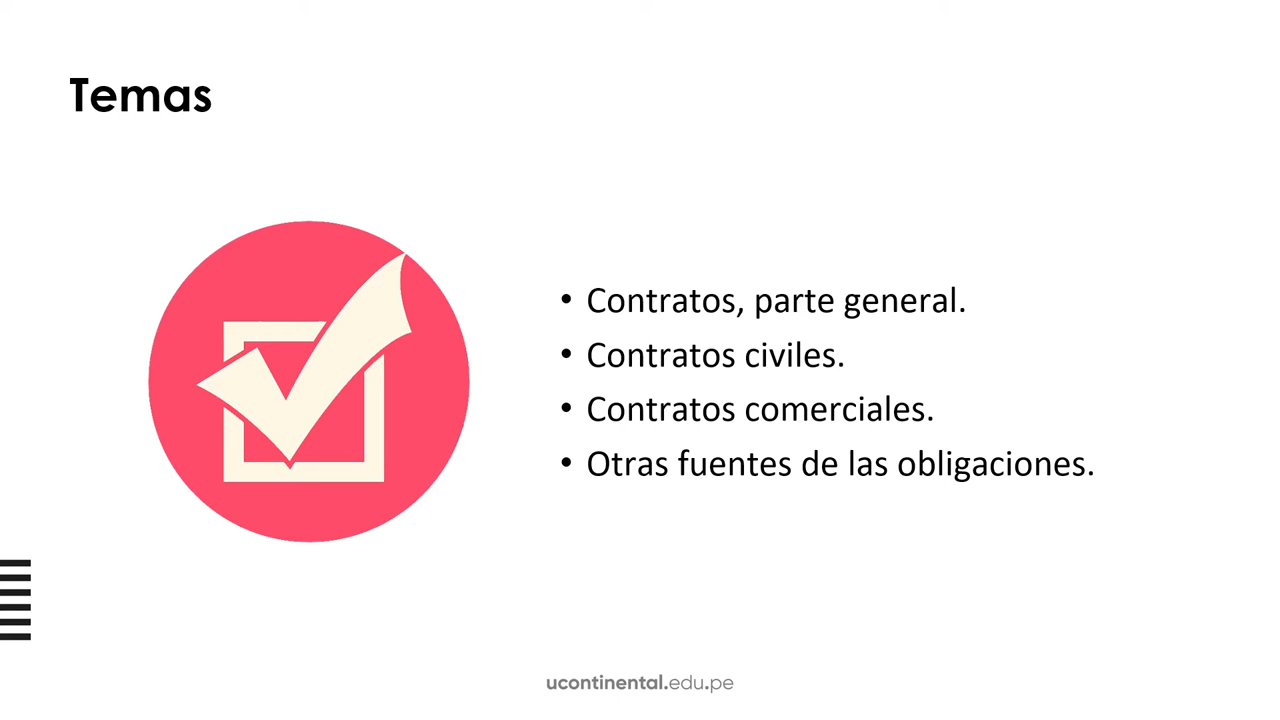 Temas
• Contratos, parte general.
• Contratos civiles.
• Contratos comerciales.
• Otras fuentes de las obligaciones.
ucontinental.edu.pe